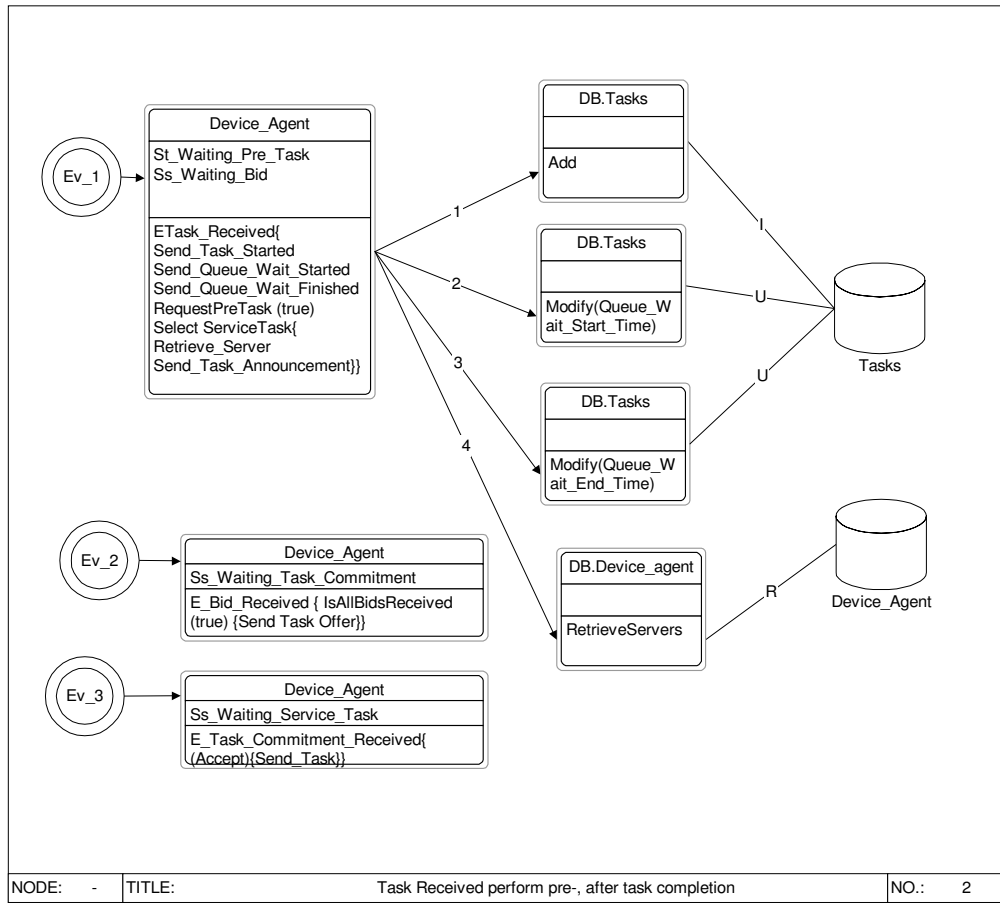 Ev_1
Device_Agent
St_Waiting_Pre_Task
Ss_Waiting_Bid
ETask_Received{
Send_Task_Started
Send_Queue_Wait_Started
Send_Queue_Wait_Finished
RequestPreTask (true)
Select ServiceTask{
Retrieve_Server
Send_Task_Announcement}}
1
2
3
4
DB.Tasks
Add
DB.Tasks
Modify(Queue_W
ait_Start_Time)
DB.Tasks
Modify(Queue_W
ait_End_Time)
I
U
U
Tasks
Ev_2
Device_Agent
Ss_Waiting_Task_Commitment
E_Bid_Received { IsAllBidsReceived
(true) {Send Task Offer}}
DB.Device_agent
RetrieveServers
R
Device_Agent
Ev_3
Device_Agent
Ss_Waiting_Service_Task
E_Task_Commitment_Received{
(Accept){Send_Task}}
NODE: - TITLE: Task Received perform pre-, after task completion NO.: 2